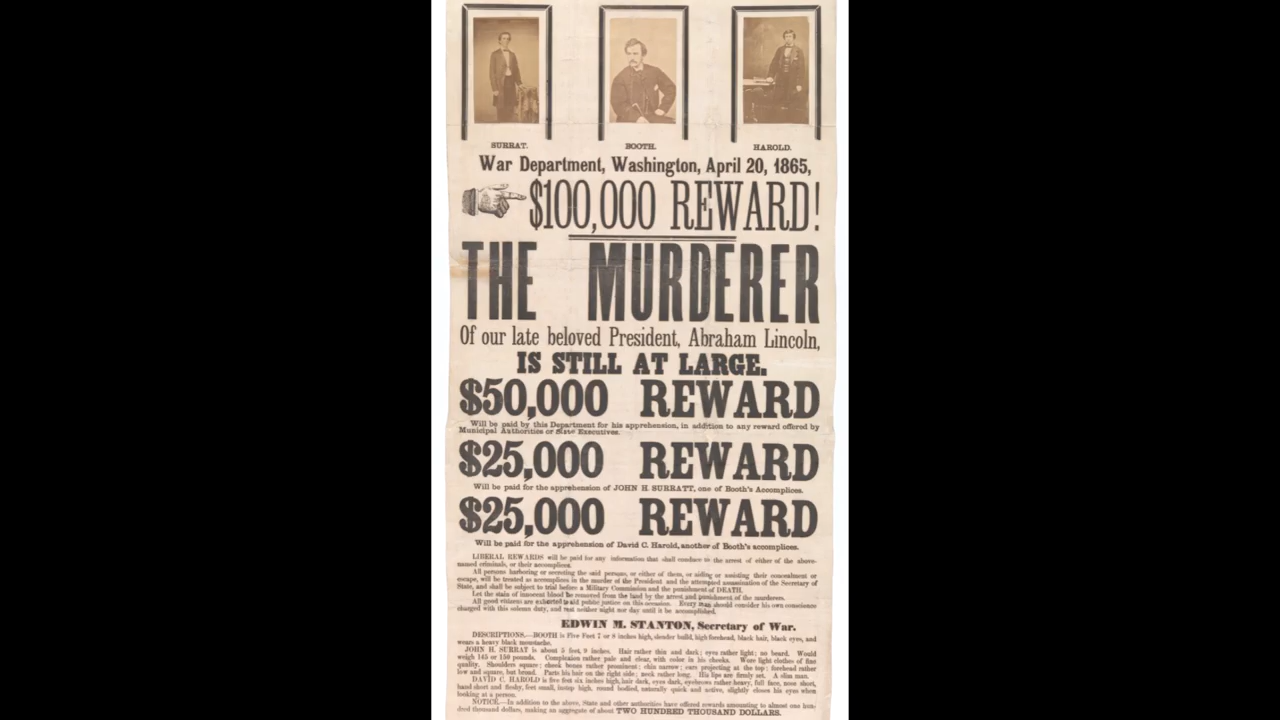 SURRAT. BOOTH. HAROLD.
War Department, Washington, April 20, 1865,
$100,000 REWARD!
THE MURDERER
Of our late beloved President, Abraham Lincoln,
IS STILL AT LARGE.
$50,000 REWARD
Will be paid by this Department for his apprehension, in addition to any reward offered by
Municipal Authorities or State Executives.
$25,000 REWARD
Will be paid for the apprehension of JOHN H. SURRATT, one of Booth's Accomplices.
$25,000 REWARD
Will be paid for the apprehension of David C. Harold, another of Booth's accomplices.
LIBERAL REWARDS will be paid for any information that shall conduce to the arrest of either of the above-
named criminals, or their accomplices.
All persons harboring or secreting the said persons, or either of them, or aiding or assisting their concealment or
escape, will be treated as accomplices in the murder of the President and the attempted assassination of the Secretary of
State, and shall be subject to trial before a Military Commission and the punishment of DEATH.
Let the stain of innocent blood be removed from the land by the arrest and punishment of the murderers.
All good citizens are exhorted to aid public justice on this occasion. Every man should consider his own conscience
charged with this solemn duty, and rest neither night nor day until it be accomplished.
EDWIN M. STANTON, Secretary of War.
DESCRIPTIONS.—BOOTH is Five Feet 7 or 8 inches high, slender build, high forehead, black hair, black eyes, and
wears a heavy black moustache.
JOHN H. SURRAT is about 5 feet, 9 inches. Hair rather thin and dark; eyes rather light; no beard. Would
weigh 145 or 150 pounds. Complexion rather pale and clear, with color in his cheeks. Wore light clothes of fine
quality. Shoulders square; cheek bones rather prominent; chin narrow; ears projecting at the top; forehead rather
low and square, but broad. Parts his hair on the right side; neck rather long. His lips are firmly set. A slim man.
DAVID C. HAROLD is five feet six inches high, hair dark, eyes dark, eyebrows rather heavy, full face, nose short,
hand short and fleshy, feet small, instep high, round bodied, naturally quick and active, slightly closes his eyes when
looking at a person.
NOTICE.—In addition to the above, State and other authorities have offered rewards amounting to almost one hun-
dred thousand dollars, making an aggregate of about TWO HUNDRED THOUSAND DOLLARS.